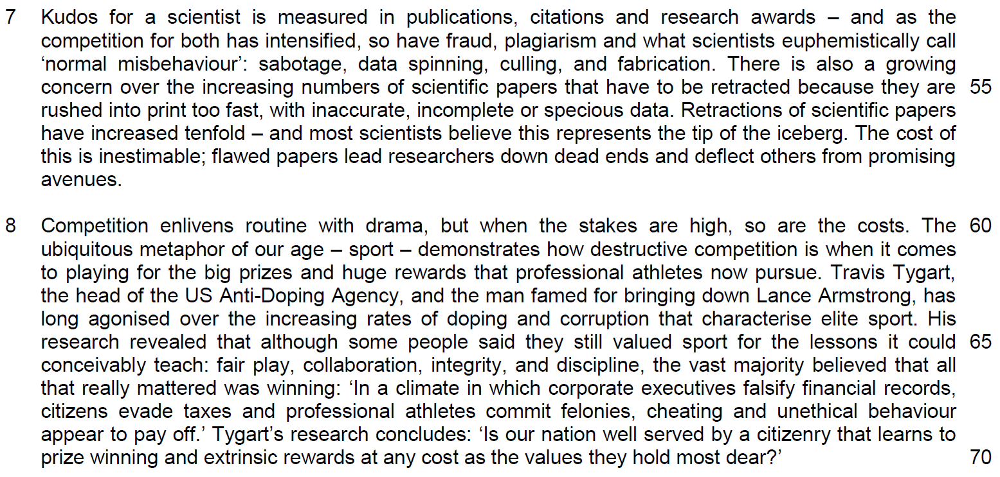 7 Kudos for a scientist is measured in publications, citations and research awards – and as the
competition for both has intensified, so have fraud, plagiarism and what scientists euphemistically call
‘normal misbehaviour’: sabotage, data spinning, culling, and fabrication. There is also a growing
concern over the increasing numbers of scientific papers that have to be retracted because they are 55
rushed into print too fast, with inaccurate, incomplete or specious data. Retractions of scientific papers
have increased tenfold – and most scientists believe this represents the tip of the iceberg. The cost of
this is inestimable; flawed papers lead researchers down dead ends and deflect others from promising
avenues.
8 Competition enlivens routine with drama, but when the stakes are high, so are the costs. The 60
ubiquitous metaphor of our age – sport – demonstrates how destructive competition is when it comes
to playing for the big prizes and huge rewards that professional athletes now pursue. Travis Tygart,
the head of the US Anti-Doping Agency, and the man famed for bringing down Lance Armstrong, has
long agonised over the increasing rates of doping and corruption that characterise elite sport. His
research revealed that although some people said they still valued sport for the lessons it could 65
conceivably teach: fair play, collaboration, integrity, and discipline, the vast majority believed that all
that really mattered was winning: ‘In a climate in which corporate executives falsify financial records,
citizens evade taxes and professional athletes commit felonies, cheating and unethical behaviour
appear to pay off.’ Tygart’s research concludes: ‘Is our nation well served by a citizenry that learns to
prize winning and extrinsic rewards at any cost as the values they hold most dear?’ 70